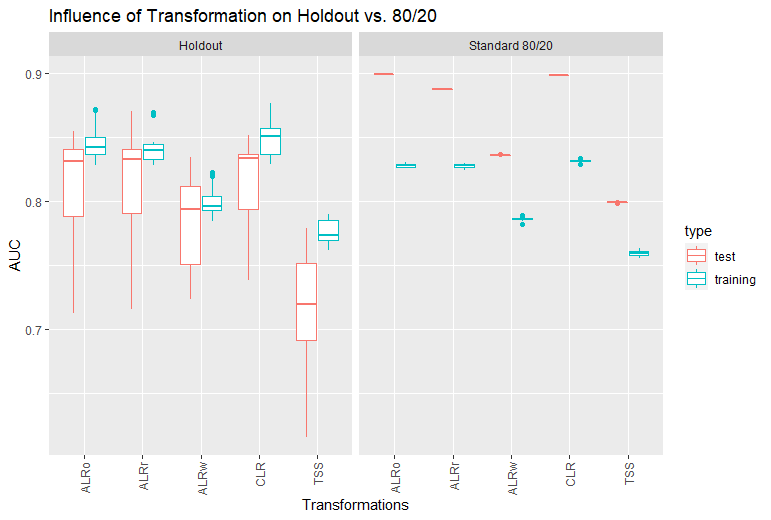 Influence of Transformation on Holdout vs. 80/20
Holdout
Standard 80/20
0.9
0.8
0.7
AUC
ALRo
ALRr
ALRw
CLR
TSS
ALRo
ALRr
ALRw
CLR
TSS
Transformations
type
test
training